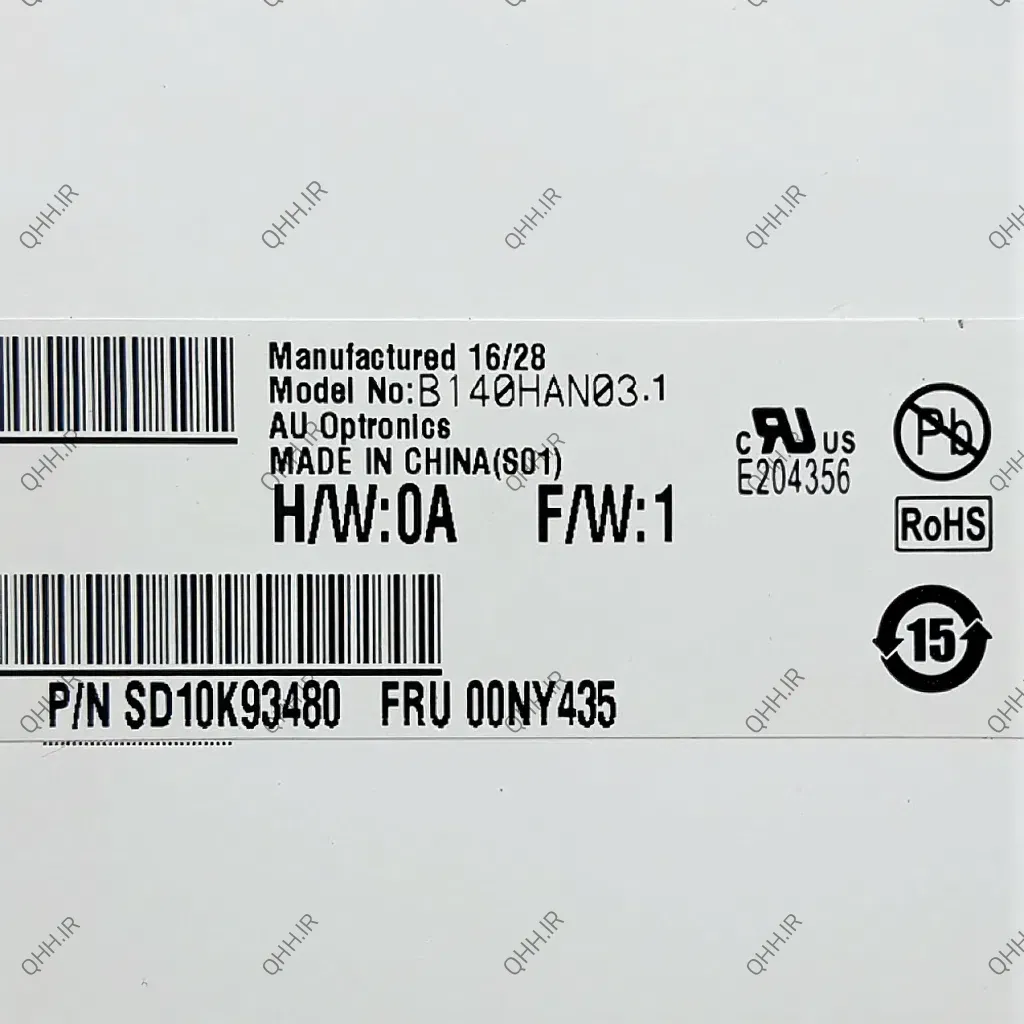 Manufactured 16/28
Model No:B140HAN03.1
AU Optronics
MADE IN CHINA(S01)
H/W:0A F/W:1
c RU US
E204356
Pb
RoHS
15
P/N SD10K93480 FRU 00NY435
QHH.IR